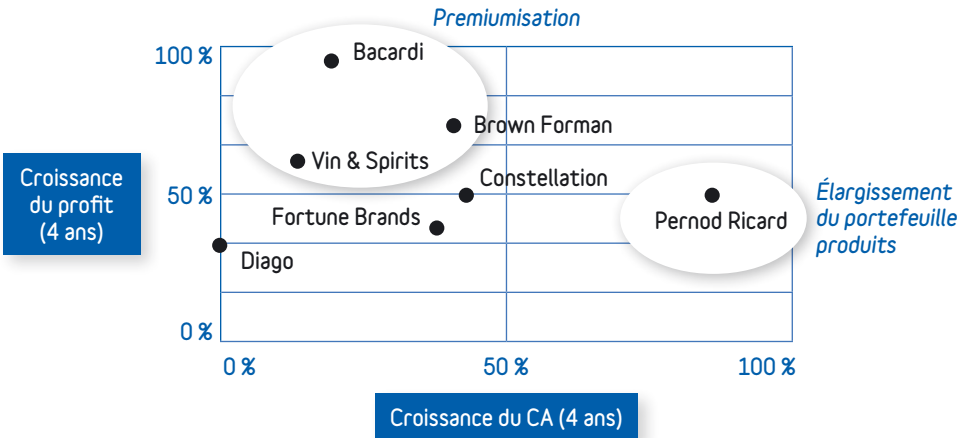 Premiumisation
100 %
Bacardi
Brown Forman
Vin & Spirits
Croissance
du profit
(4 ans)
Constellation
50 %
Fortune Brands
Pernod Ricard
Élargissement
du portefeuille
produits
Diago
0 %
0 %
50 %
100 %
Croissance du CA (4 ans)